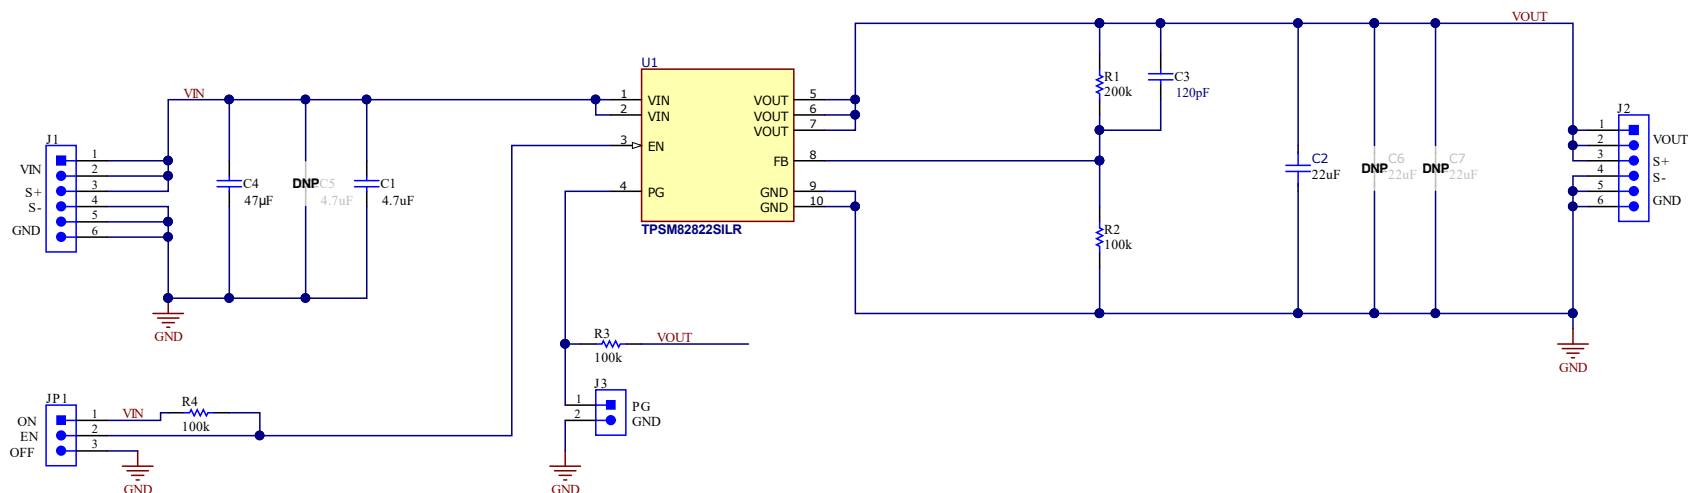 VOUT
U1
1 VIN
2 VIN
3 EN
4 PG
VOUT 5
VOUT 6
VOUT 7
FB 8
GND 9
GND 10
TPSM82822SILR
R1
200k
C3
120pF
R2
100k
C2
22uF
DNP C6
22uF
DNP C7
22uF
J2
1
2 VOUT
3 S+
4 S-
5
6 GND
GND
VIN
J1
1
VIN 2
S+ 3
S- 4
5
GND 6
C4
47µF
DNP C5
4.7uF
C1
4.7uF
GND
R3
100k
VOUT
J3
1 PG
2 GND
GND
JP1
ON 1
EN 2
OFF 3
VIN
R4
100k
GND